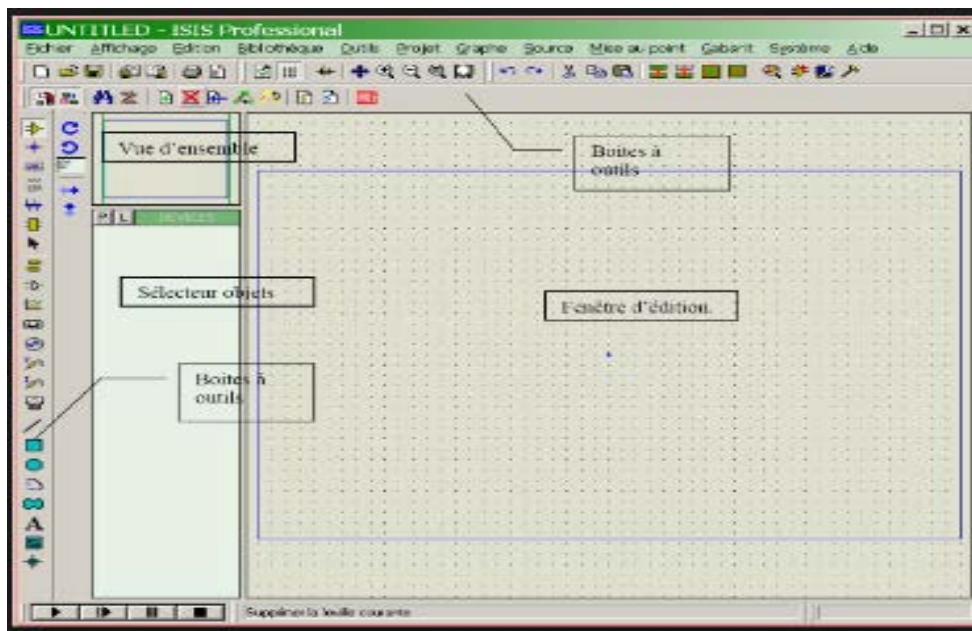 UNTITLED - ISIS Professional
Fichier Affichage Edition Bibliothèque Outils Projet Graphe Source Mise au point Gabarit Système Aide
Vue d'ensemble
Boites à
outils
P L DEVICES
Sélecteur objets
Fenêtre d'édition.
Boites à
outils
A
Supprimer la feuille courante